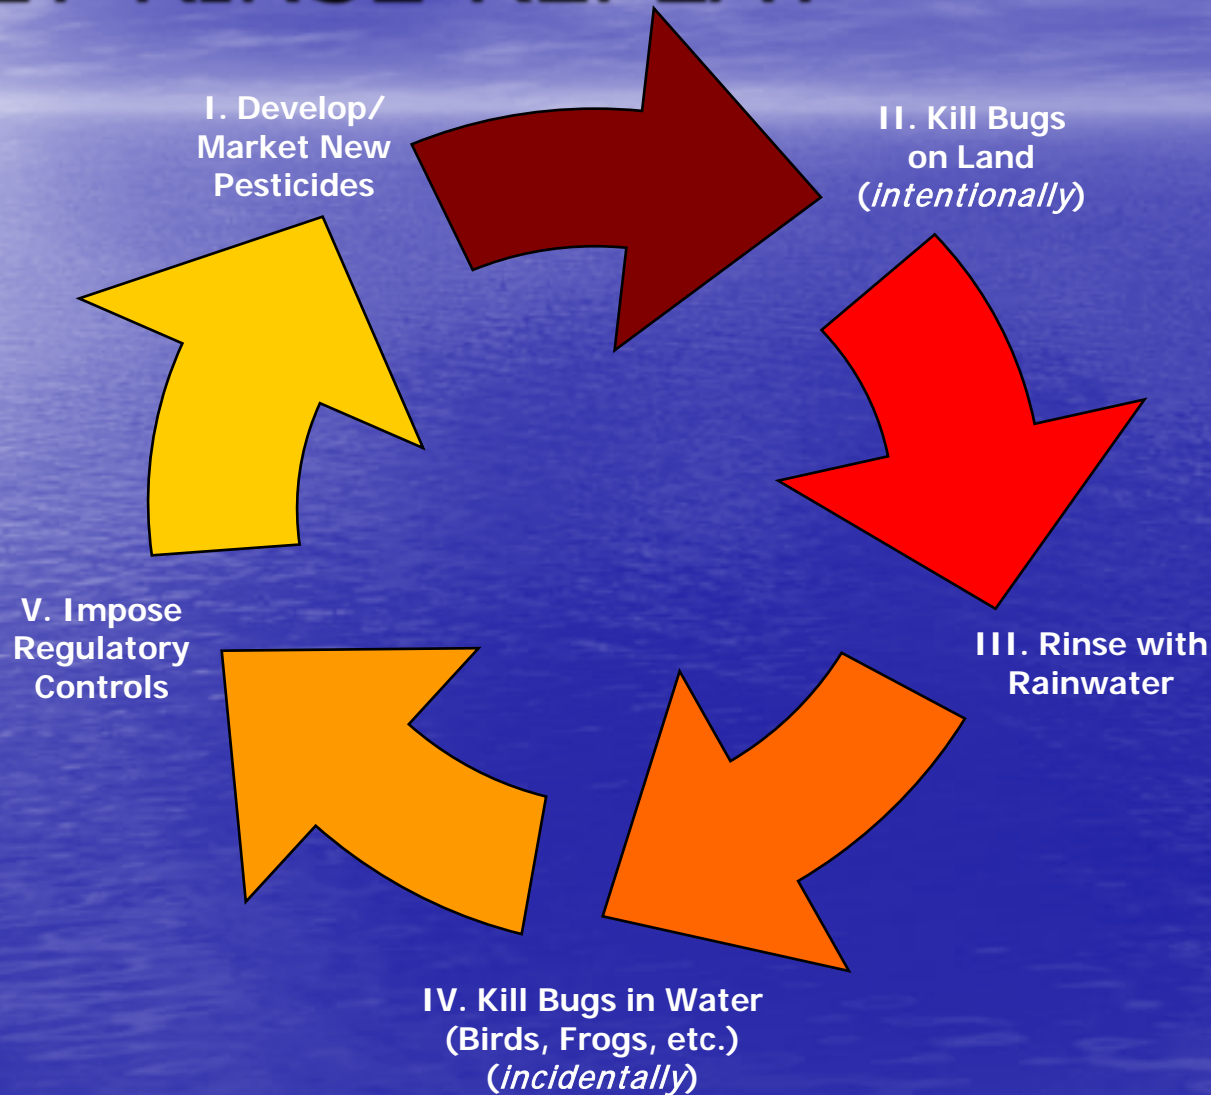 I. Develop/
Market New
Pesticides
II. Kill Bugs
on Land
(intentionally)
III. Rinse with
Rainwater
IV. Kill Bugs in Water
(Birds, Frogs, etc.)
(incidentally)
V. Impose
Regulatory
Controls